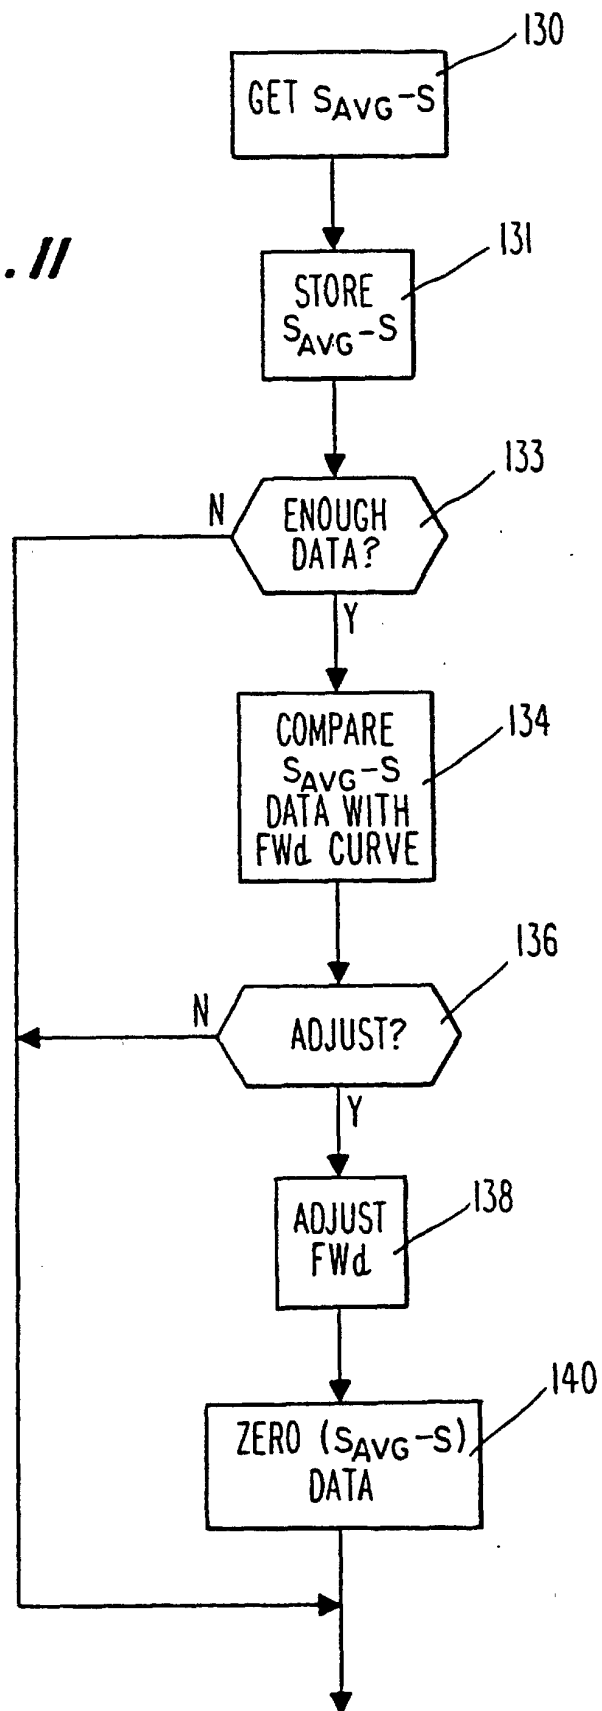 130
GET SAVG-S
. 11
131
STORE
SAVG-S
133
N
ENOUGH
DATA?
Y
134
COMPARE
SAVG-S
DATA WITH
FWd CURVE
136
N
ADJUST?
Y
138
ADJUST
FWd
140
ZERO (SAVG-S)
DATA